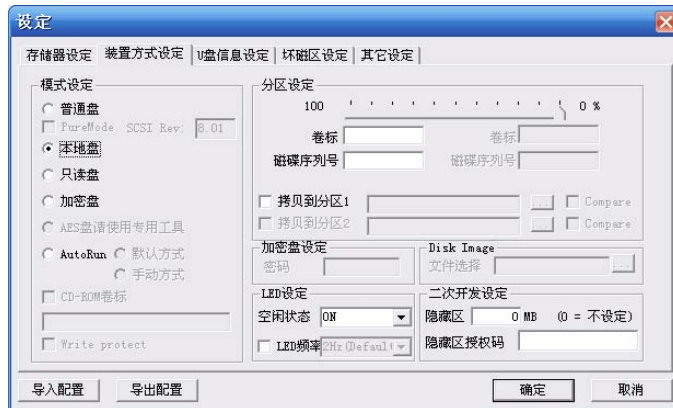 设定
存储器设定 装置方式设定 U盘信息设定 坏磁区设定 其它设定
模式设定
普通盘
PureMode SCSI Rev: 8.01
本地盘
只读盘
加密盘
AES盘请使用专用工具
AutoRun 默认方式
手动方式
CD-ROM卷标
Write protect
分区设定
100 0 %
卷标 卷标
磁碟序列号 磁碟序列号
拷贝到分区1 ... Compare
拷贝到分区2 ... Compare
加密盘设定
密码
Disk Image
文件选择 ...
LED设定
空闲状态 ON
LED频率 2Hz(Defaul
二次开发设定
隐藏区 0 MB (0 = 不设定)
隐藏区授权码
导入配置 导出配置 确定 取消